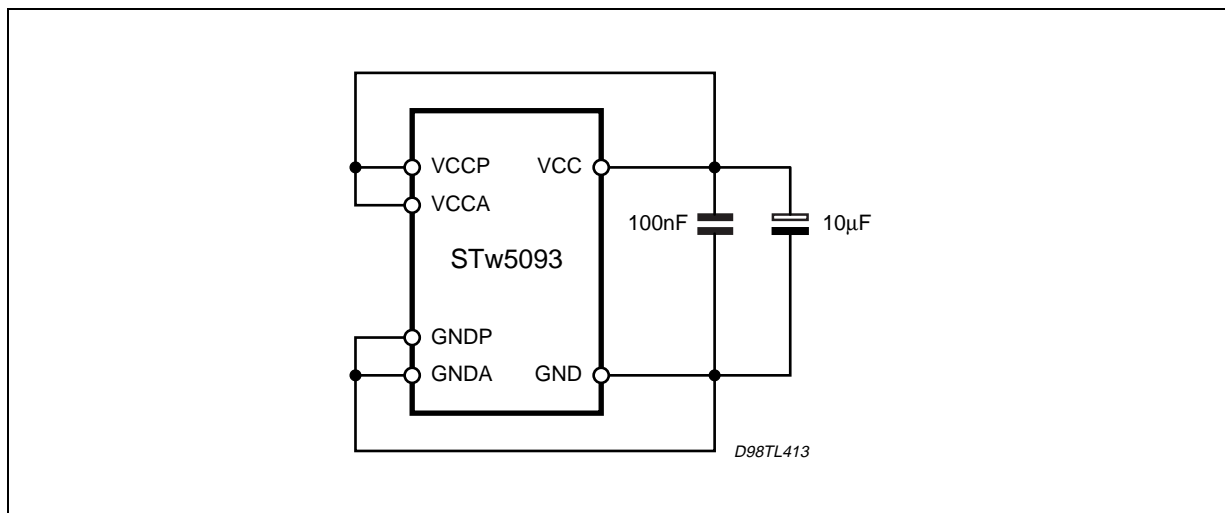 VCCP VCC
VCCA
100nF 10μF
STw5093
GNDP
GNDA GND
D98TL413